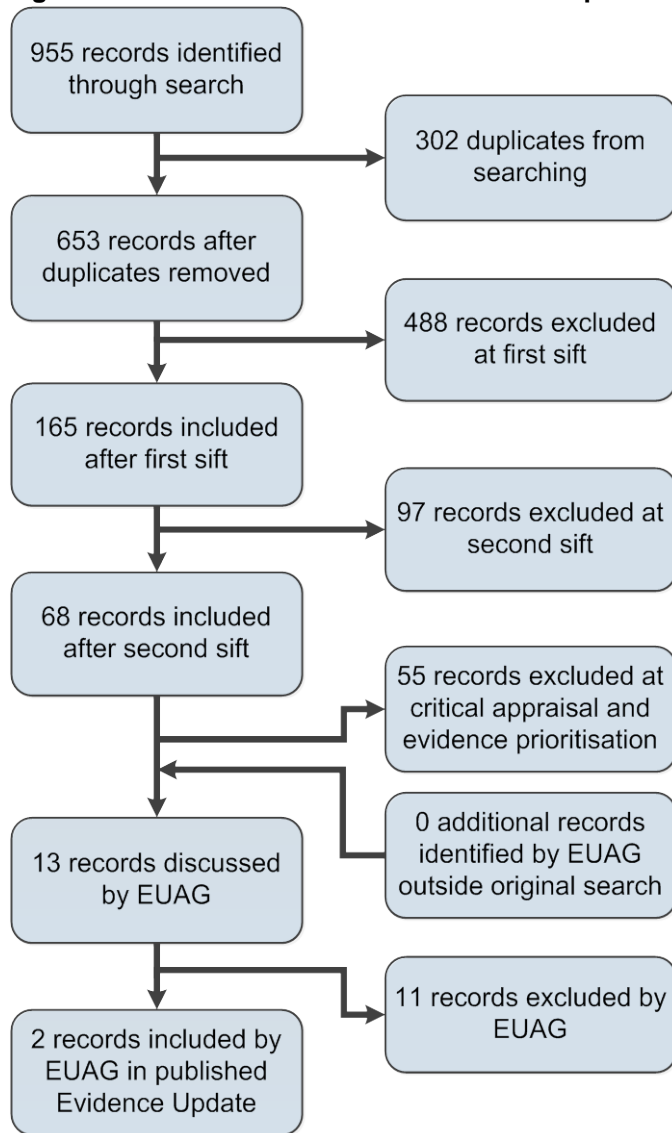 955 records identified
through search
302 duplicates from
searching
653 records after
duplicates removed
488 records excluded
at first sift
165 records included
after first sift
97 records excluded at
second sift
68 records included
after second sift
55 records excluded at
critical appraisal and
evidence prioritisation
0 additional records
identified by EUAG
outside original search
13 records discussed
by EUAG
11 records excluded by
EUAG
2 records included by
EUAG in published
Evidence Update